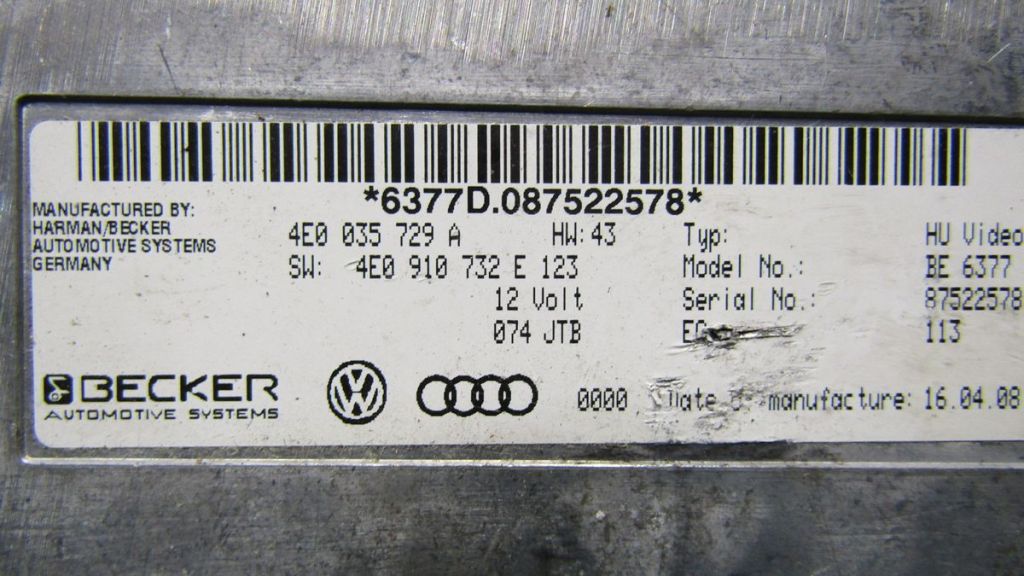 *6377D.087522578*
MANUFACTURED BY:
HARMAN/BECKER
AUTOMOTIVE SYSTEMS
GERMANY
4E0 035 729 A HW: 43
SW: 4E0 910 732 E 123
12 Volt
074 JTB
Typ: HU Video
Model No.: BE 6377
Serial No.: 87522578
113
BECKER
AUTOMOTIVE SYSTEMS
VW
0000 Date manufacture: 16.04.08